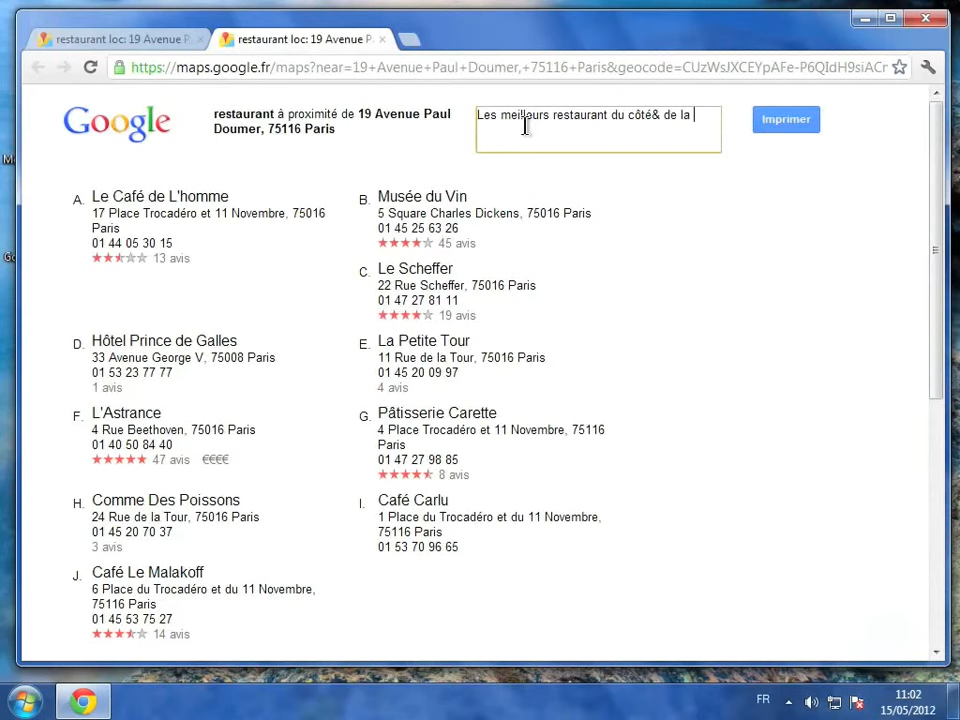 restaurant loc: 19 Avenue P
restaurant loc: 19 Avenue P
https://maps.google.fr/maps?near=19+Avenue+Paul+Doumer,+75116+Paris&geocode=CUzWsJXCEYpAFe-P6QIdH9siACr
Google
restaurant à proximité de 19 Avenue Paul
Doumer, 75116 Paris
Les meilleurs restaurant du côté& de la
Imprimer
A. Le Café de L'homme
17 Place Trocadéro et 11 Novembre, 75016
Paris
01 44 05 30 15
13 avis
B. Musée du Vin
5 Square Charles Dickens, 75016 Paris
01 45 25 63 26
45 avis
C. Le Scheffer
22 Rue Scheffer, 75016 Paris
01 47 27 81 11
19 avis
D. Hôtel Prince de Galles
33 Avenue George V, 75008 Paris
01 53 23 77 77
1 avis
E. La Petite Tour
11 Rue de la Tour, 75016 Paris
01 45 20 09 97
4 avis
F. L'Astrance
4 Rue Beethoven, 75016 Paris
01 40 50 84 40
47 avis €€€€
G. Pâtisserie Carette
4 Place Trocadéro et 11 Novembre, 75116
Paris
01 47 27 98 85
8 avis
H. Comme Des Poissons
24 Rue de la Tour, 75016 Paris
01 45 20 70 37
3 avis
I. Café Carlu
1 Place du Trocadéro et du 11 Novembre,
75116 Paris
01 53 70 96 65
J. Café Le Malakoff
6 Place du Trocadéro et du 11 Novembre,
75116 Paris
01 45 53 75 27
14 avis
FR
11:02
15/05/2012